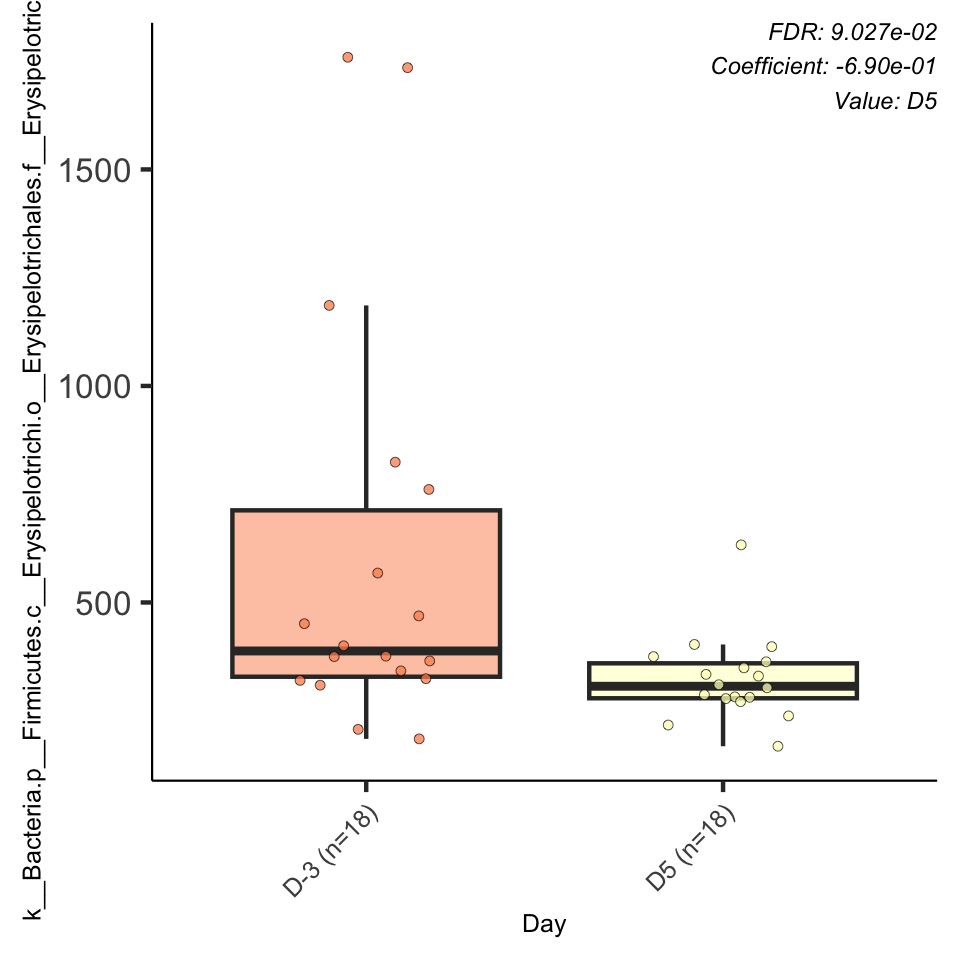 FDR: 9.027e-02
Coefficient: -6.90e-01
Value: D5
k__Bacteria.p__Firmicutes.c__Erysipelotrichi.o__Erysipelotrichales.f__Erysipelotric
1500
1000
500
D-3 (n=18)
D5 (n=18)
Day